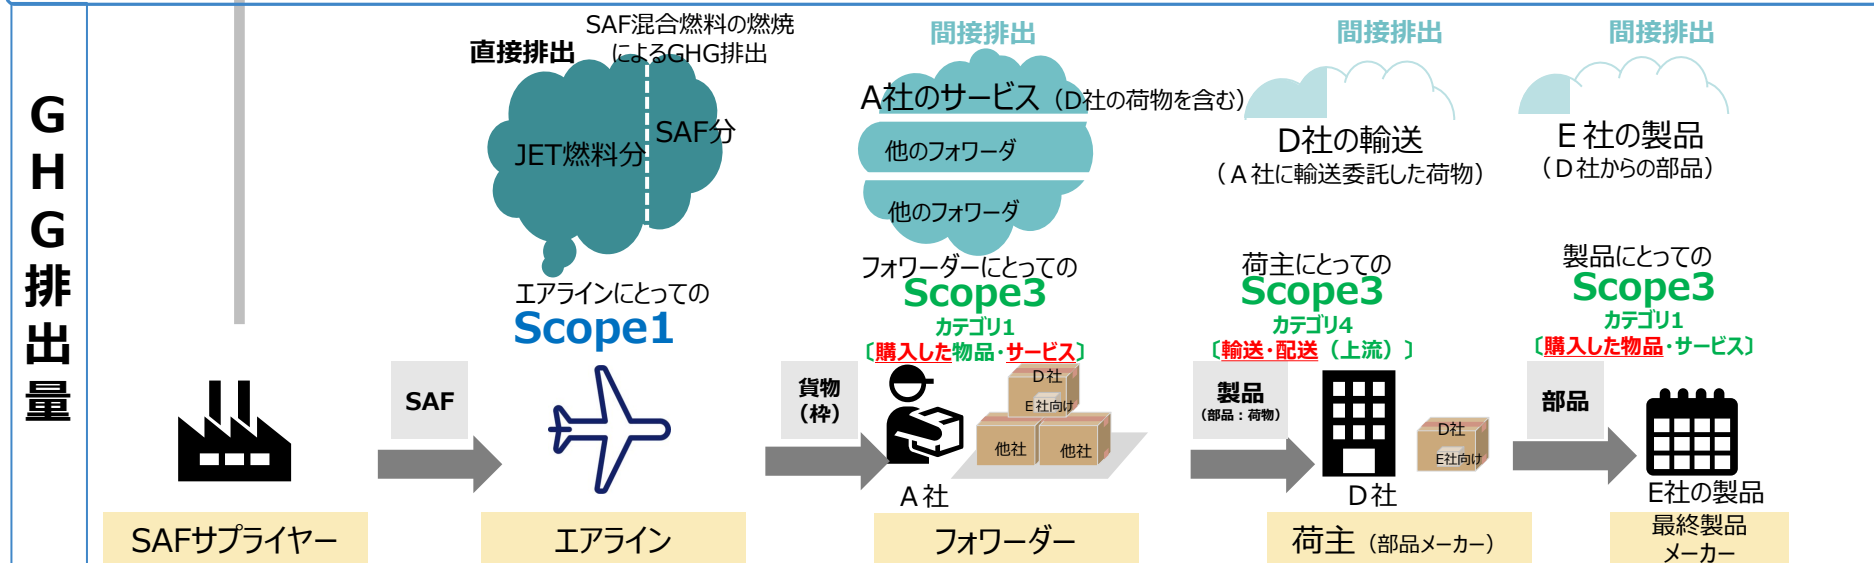 GHG排出量
直接排出
SAF混合燃料の燃焼
によるGHG排出
JET燃料分
SAF分
エアラインにとっての
Scope1
間接排出
A社のサービス（D社の荷物を含む）
他のフォワーダ
他のフォワーダ
フォワーダーにとっての
Scope3
カテゴリ1
〔購入した物品・サービス〕
間接排出
D社の輸送
（A社に輸送委託した荷物）
荷主にとっての
Scope3
カテゴリ4
〔輸送・配送（上流）〕
間接排出
E社の製品
（D社からの部品）
製品にとっての
Scope3
カテゴリ1
〔購入した物品・サービス〕
SAF
貨物
（枠）
D社
E社向け
他社
他社
A社
製品
（部品：荷物）
D社
D社
E社向け
部品
E社の製品
SAFサプライヤー
エアライン
フォワーダー
荷主（部品メーカー）
最終製品
メーカー